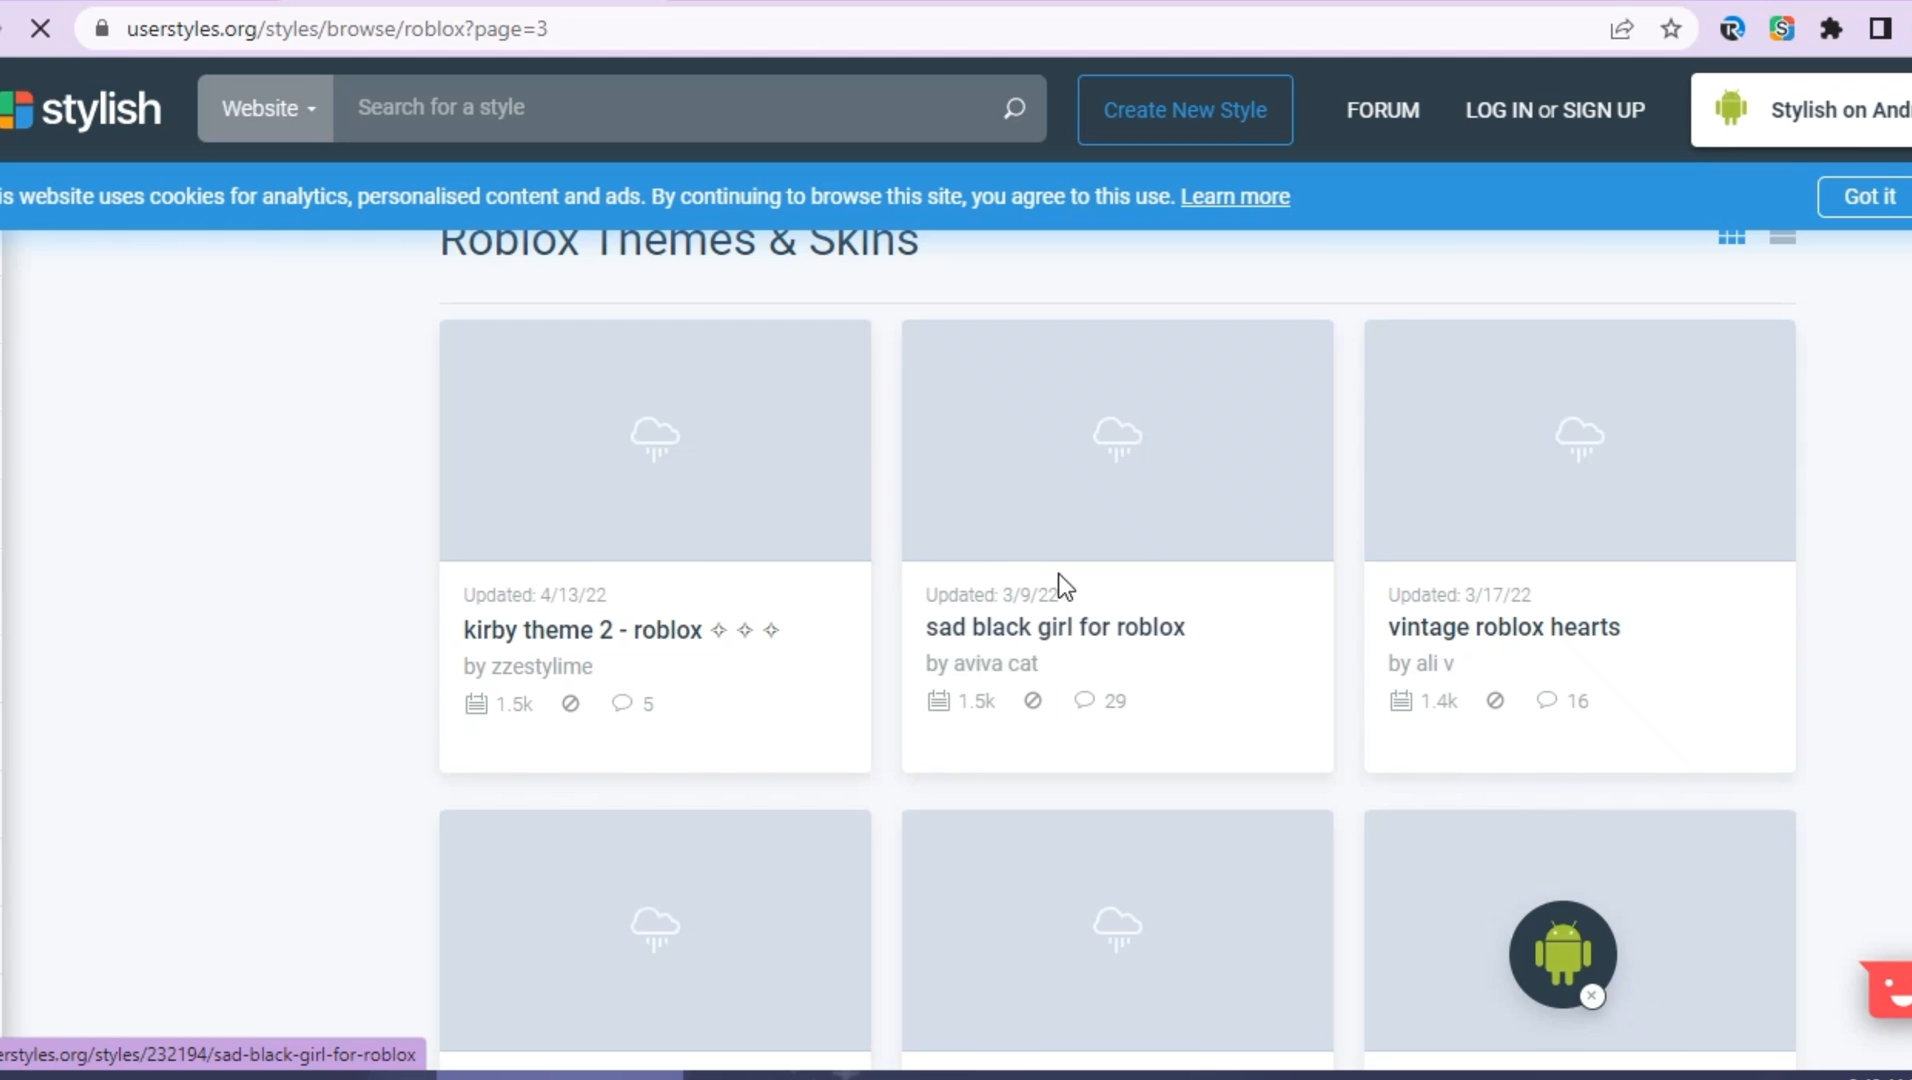 userstyles.org/styles/browse/roblox?page=3
stylish
Website
Search for a style
Create New Style
FORUM
LOG IN or SIGN UP
Stylish on And
is website uses cookies for analytics, personalised content and ads. By continuing to browse this site, you agree to this use. Learn more
Got it
Roblox Themes & Skins
Updated: 4/13/22
kirby theme 2 - roblox ✧ ✧ ✧
by zzestylime
1.5k
5
Updated: 3/9/22
sad black girl for roblox
by aviva cat
1.5k
29
Updated: 3/17/22
vintage roblox hearts
by ali v
1.4k
16
erstyles.org/styles/232194/sad-black-girl-for-roblox